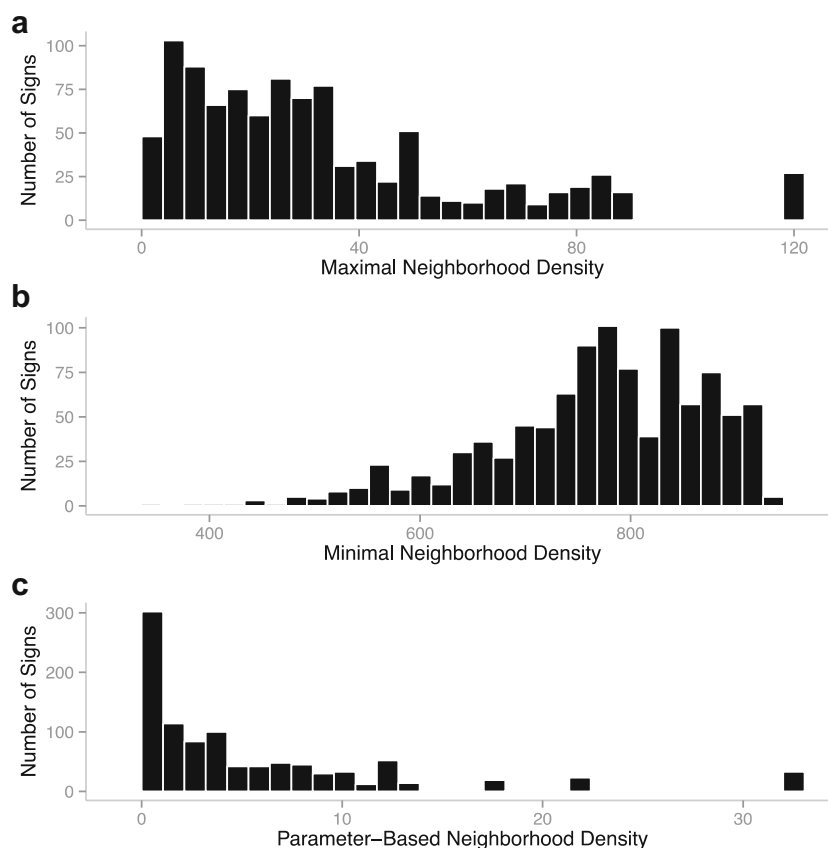 a
Number of Signs
100
75
50
25
0
0 40 80 120
Maximal Neighborhood Density
b
Number of Signs
100
75
50
25
0
400 600 800
Minimal Neighborhood Density
c
Number of Signs
300
200
100
0
0 10 20 30
Parameter–Based Neighborhood Density